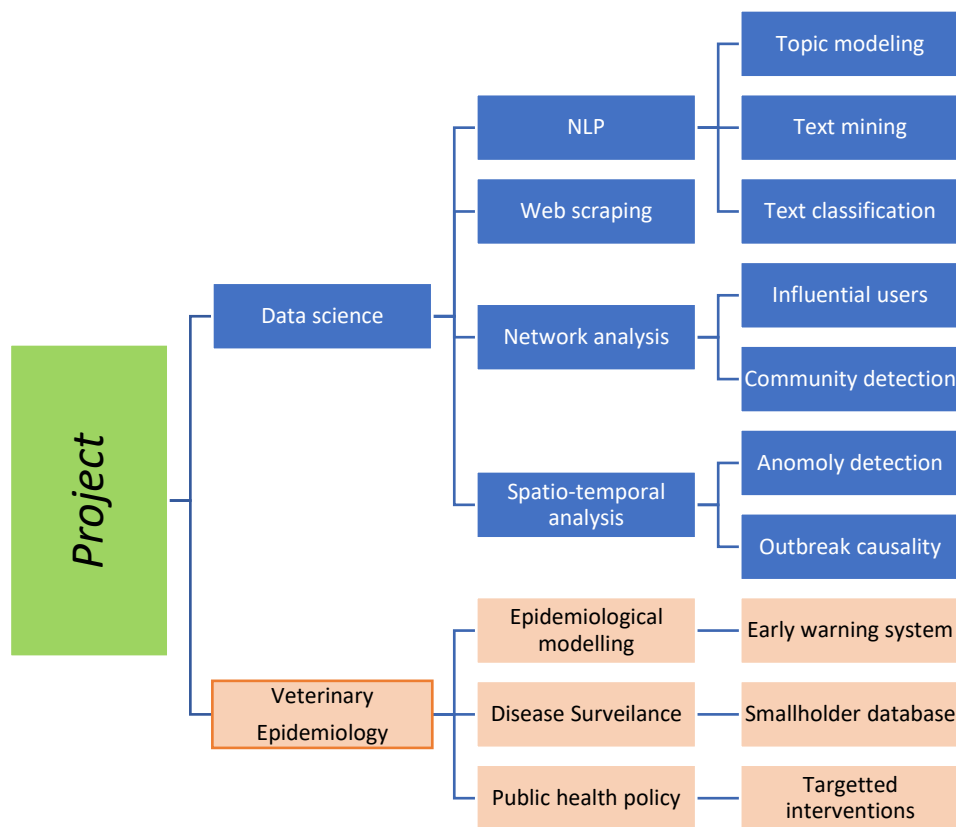 Project
Data science
NLP
Topic modeling
Text mining
Text classification
Web scraping
Network analysis
Influential users
Community detection
Spatio-temporal
analysis
Anomoly detection
Outbreak causality
Veterinary
Epidemiology
Epidemiological
modelling
Early warning system
Disease Surveilance
Smallholder database
Public health policy
Targetted
interventions